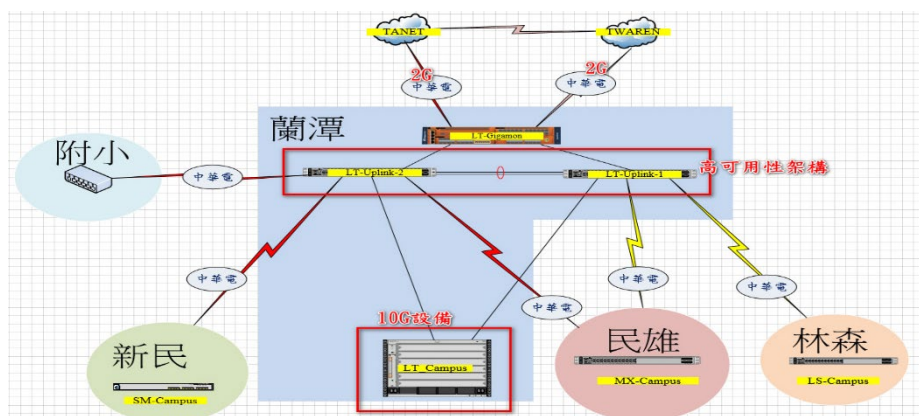 TANET
TWAREN
2G
2G
中華電
中華電
蘭潭
LT-Gigamon
附小
高可用性架構
中華電
LT-Uplink-2
LT-Uplink-1
中華電
中華電
中華電
中華電
10G設備
新民
民雄
林森
LT_Campus
SM-Campus
MX-Campus
LS-Campus